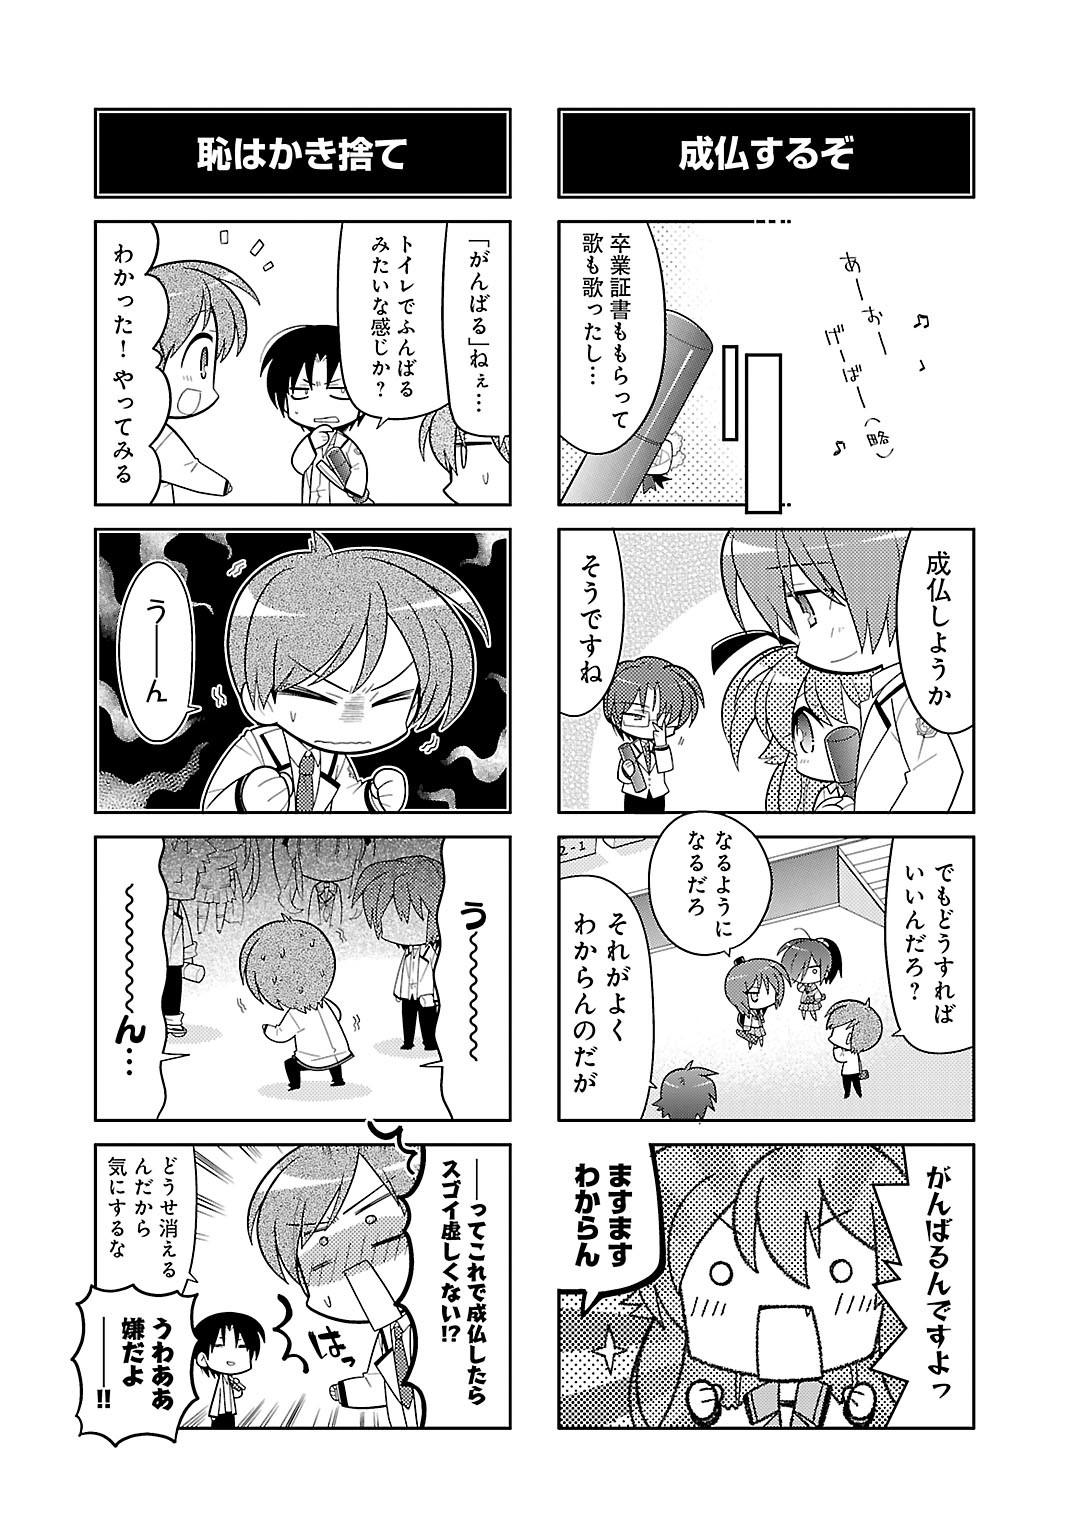 成仏するぞ
あーおー
げーばー(略)
卒業証書ももらって
歌も歌ったし…
成仏しようか
そうですね
でもどうすれば
いいんだろ？
なるように
なるだろ
それがよく
わからんのだが
2-1
がんばるんですよっ
ますます
わからん
恥はかき捨て
「がんばる」ねぇ…
トイレでふんばる
みたいな感じか？
わかった！やってみる
うーーん
う〜〜〜〜
〜〜〜〜ん…
──ってこれで成仏したら
スゴイ虚しくない!?
はっ
どうせ消える
んだから
気にするな
うわああ
嫌だよ
───!!